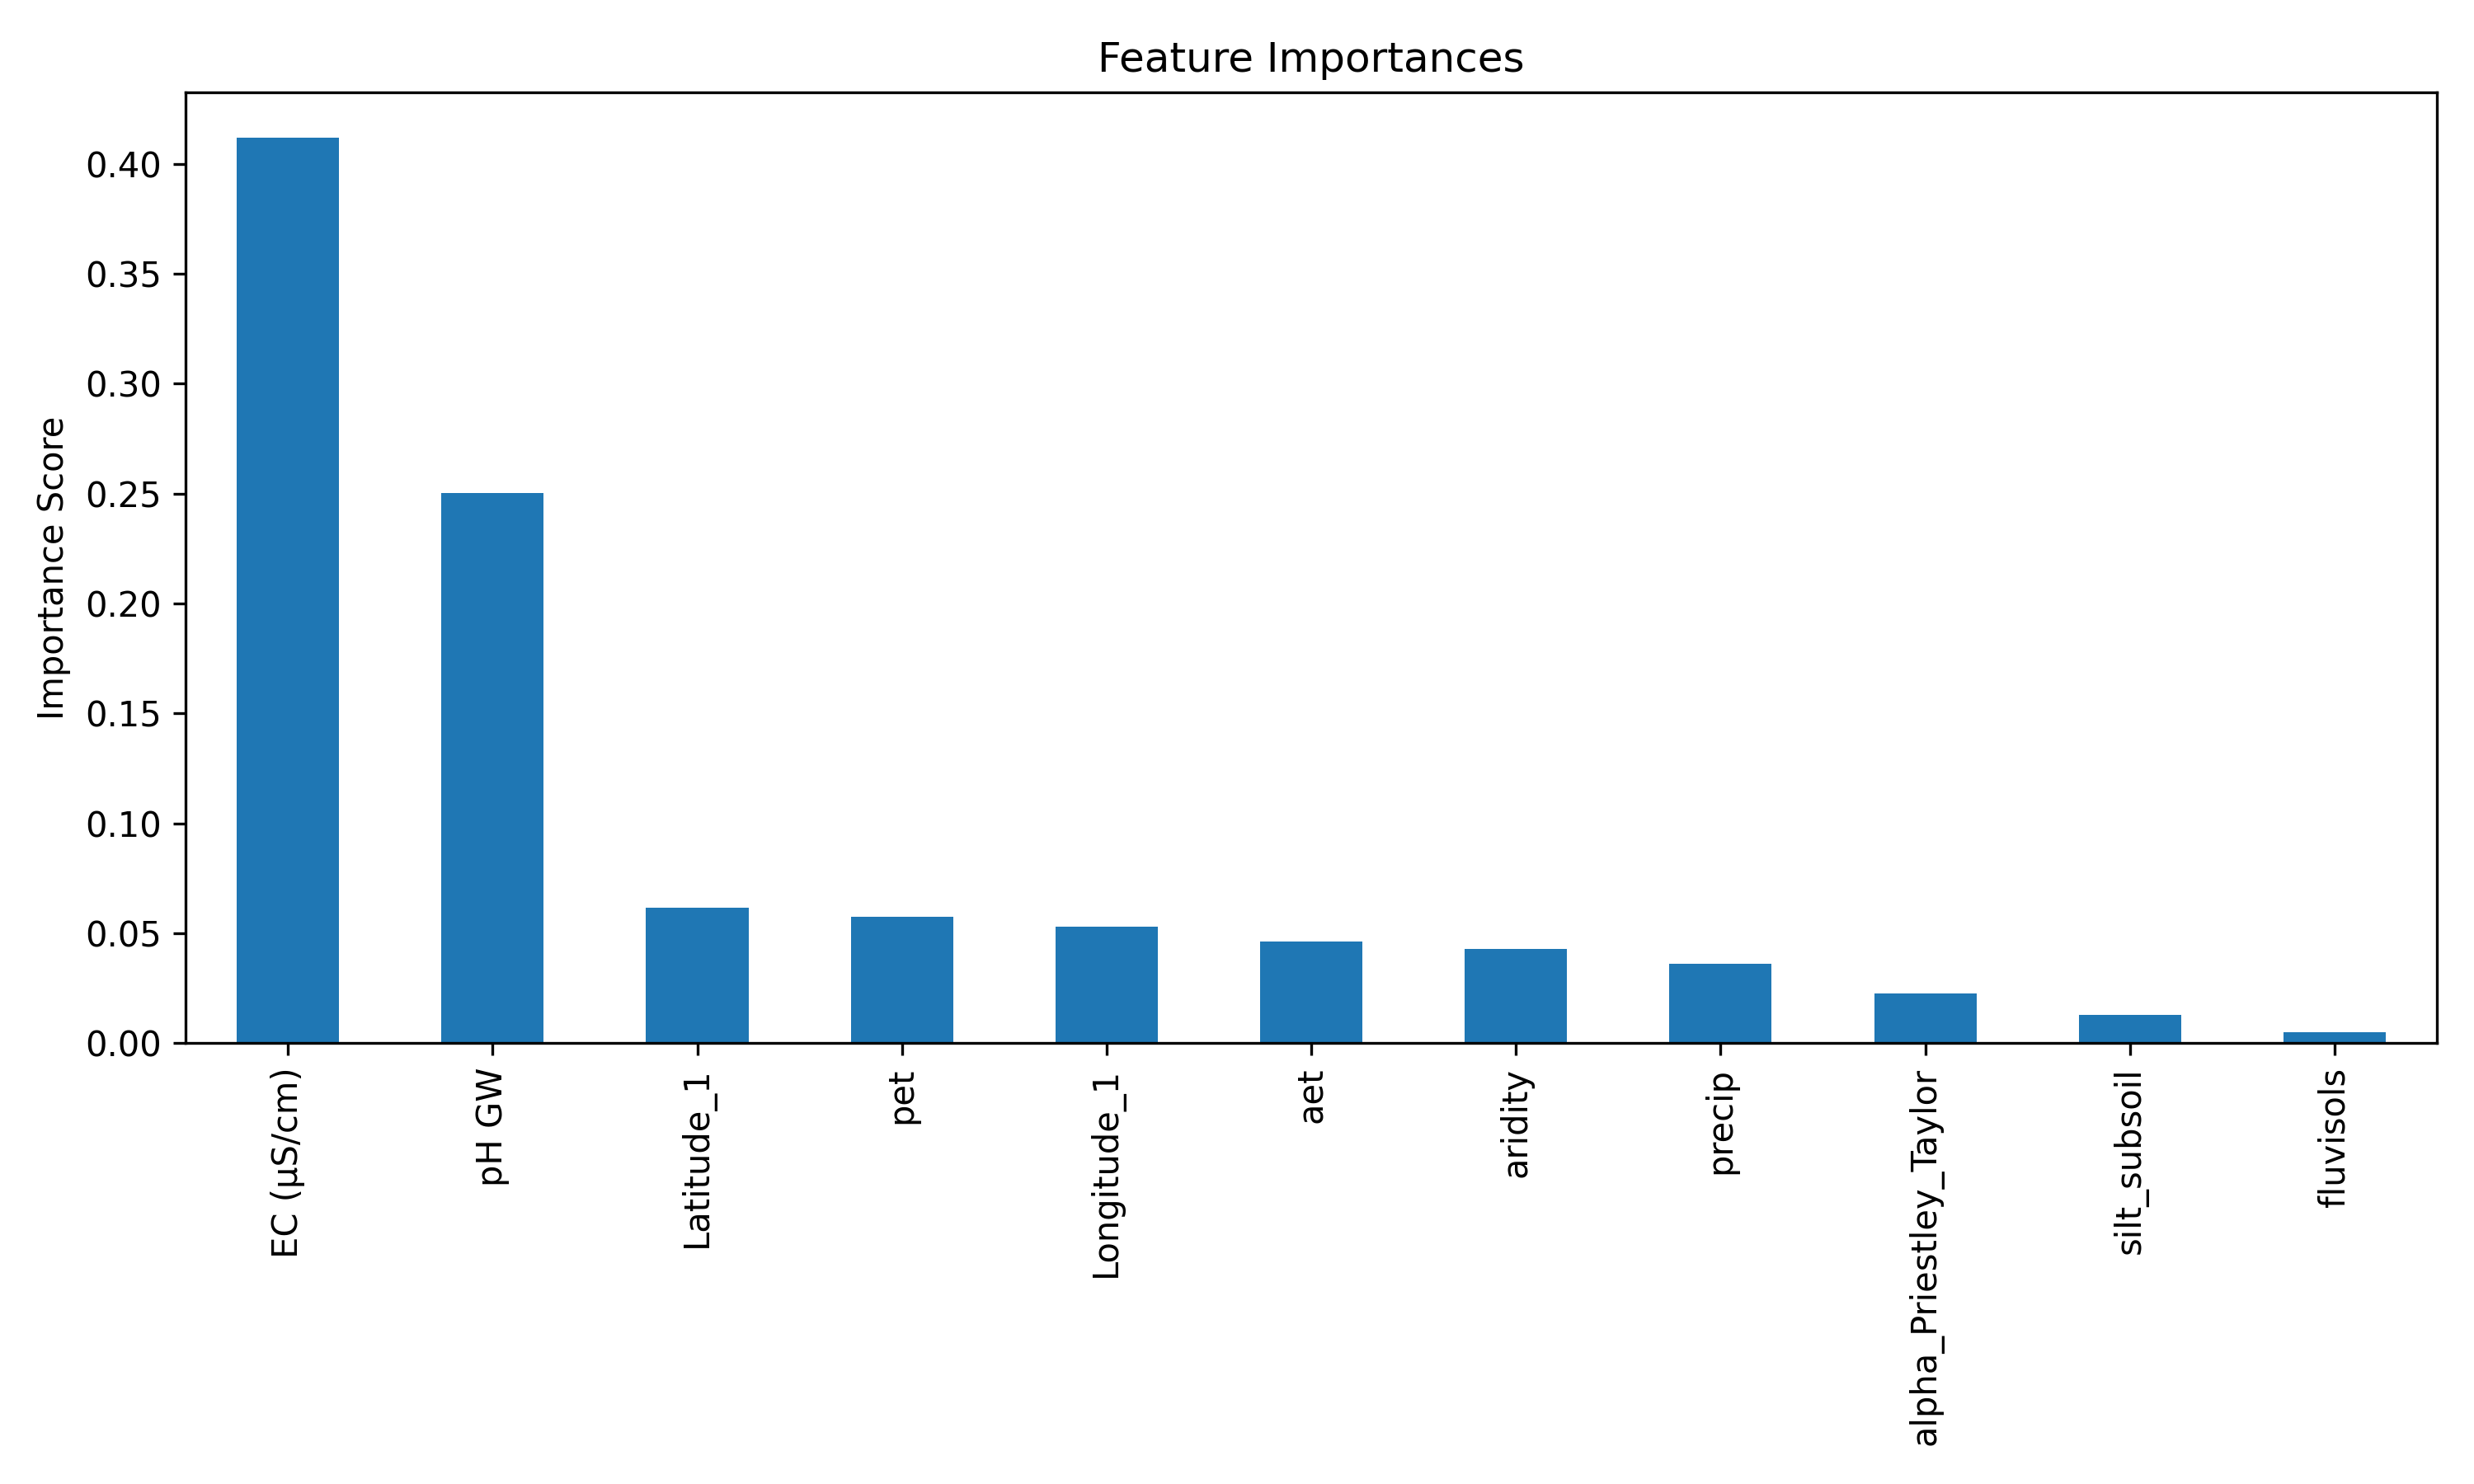 Feature Importances
Importance Score
0.40
0.35
0.30
0.25
0.20
0.15
0.10
0.05
0.00
EC (µS/cm)
pH GW
Latitude_1
pet
Longitude_1
aet
aridity
precip
alpha_Priestley_Taylor
silt_subsoil
fluvisols